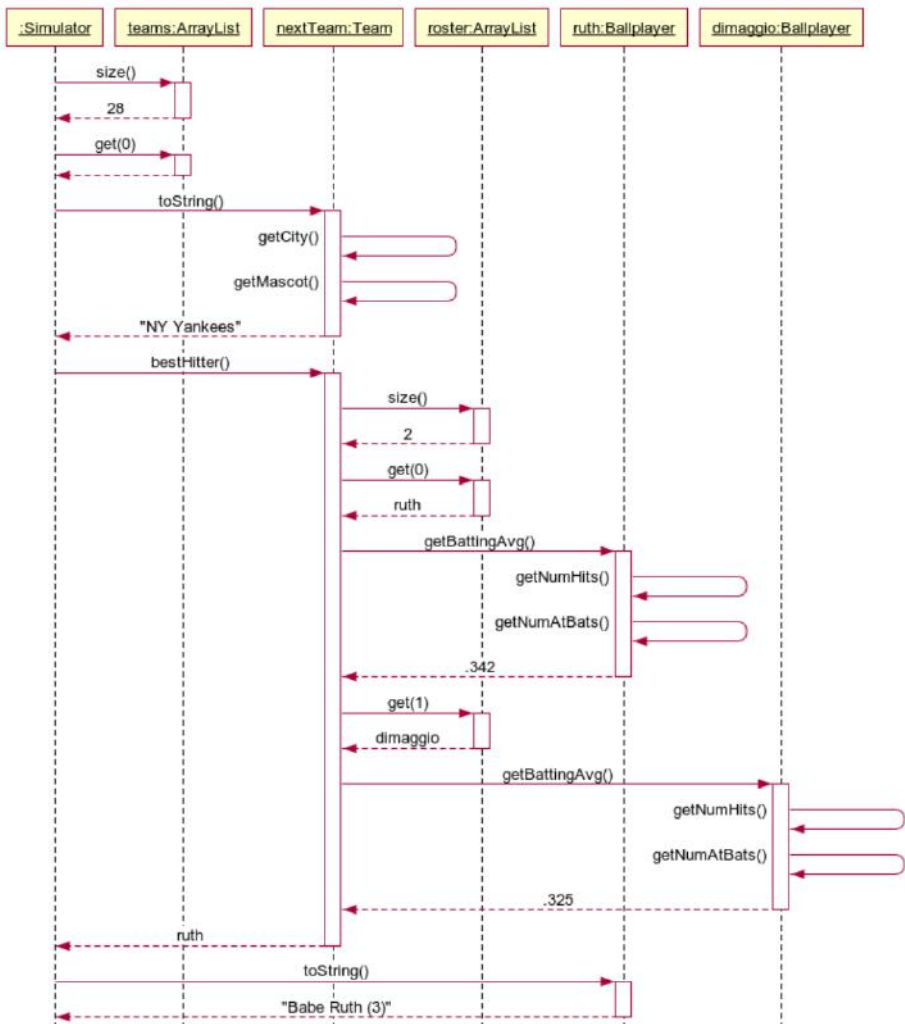 :Simulator
teams:ArrayList
nextTeam:Team
roster:ArrayList
ruth:Ballplayer
dimaggio:Ballplayer
size()
28
get(0)
toString()
getCity()
getMascot()
"NY Yankees"
bestHitter()
size()
2
get(0)
ruth
getBattingAvg()
getNumHits()
getNumAtBats()
.342
get(1)
dimaggio
getBattingAvg()
getNumHits()
getNumAtBats()
.325
ruth
toString()
"Babe Ruth (3)"